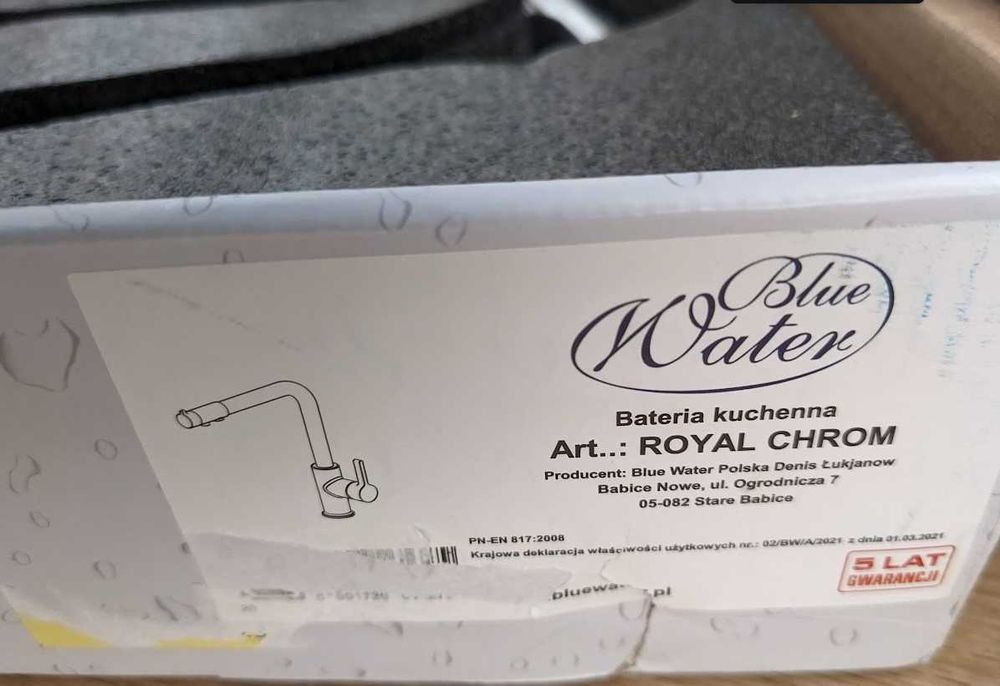 Blue
Water
Bateria kuchenna
Art..: ROYAL CHROM
Producent: Blue Water Polska Denis Łukjanow
Babice Nowe, ul. Ogrodnicza 7
05-082 Stare Babice
PN-EN 817:2008
Krajowa deklaracja właściwości użytkowych nr.: 02/BW/A/2021 z dnia 01.03.2021
5 LAT
GWARANCJI
.pl